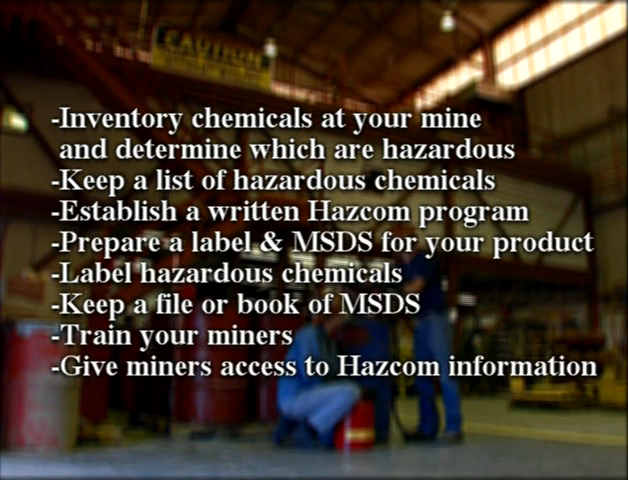 CAUTION
-Inventory chemicals at your mine
and determine which are hazardous
-Keep a list of hazardous chemicals
-Establish a written Hazcom program
-Prepare a label & MSDS for your product
-Label hazardous chemicals
-Keep a file or book of MSDS
-Train your miners
-Give miners access to Hazcom information